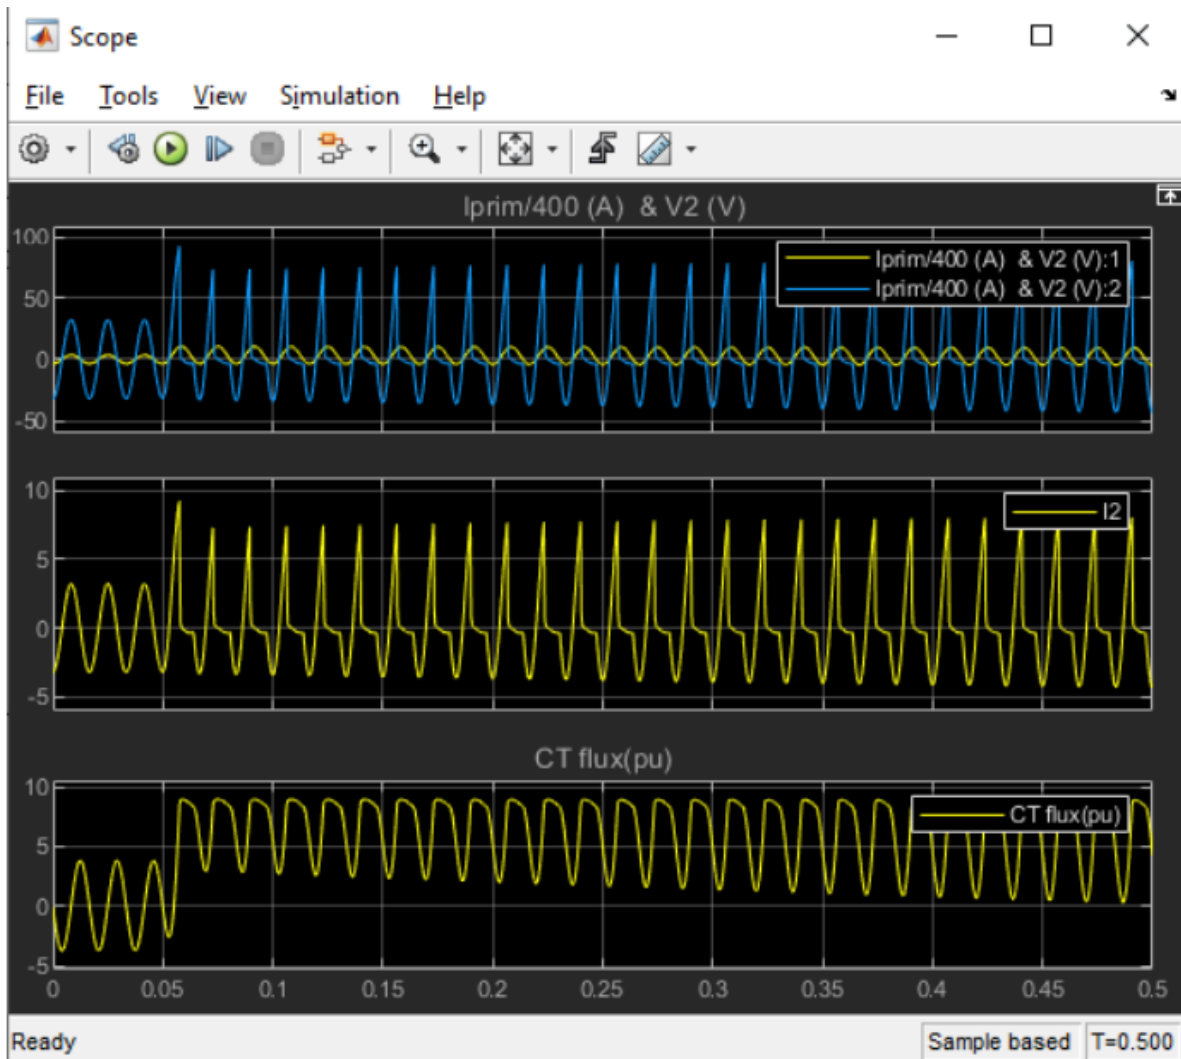 Scope
File Tools View Simulation Help
Iprim/400 (A)  & V2 (V)
100
50
0
-50
Iprim/400 (A)  & V2 (V):1
Iprim/400 (A)  & V2 (V):2
10
5
0
-5
I2
CT flux(pu)
10
5
0
-5
CT flux(pu)
0 0.05 0.1 0.15 0.2 0.25 0.3 0.35 0.4 0.45 0.5
Ready Sample based T=0.500